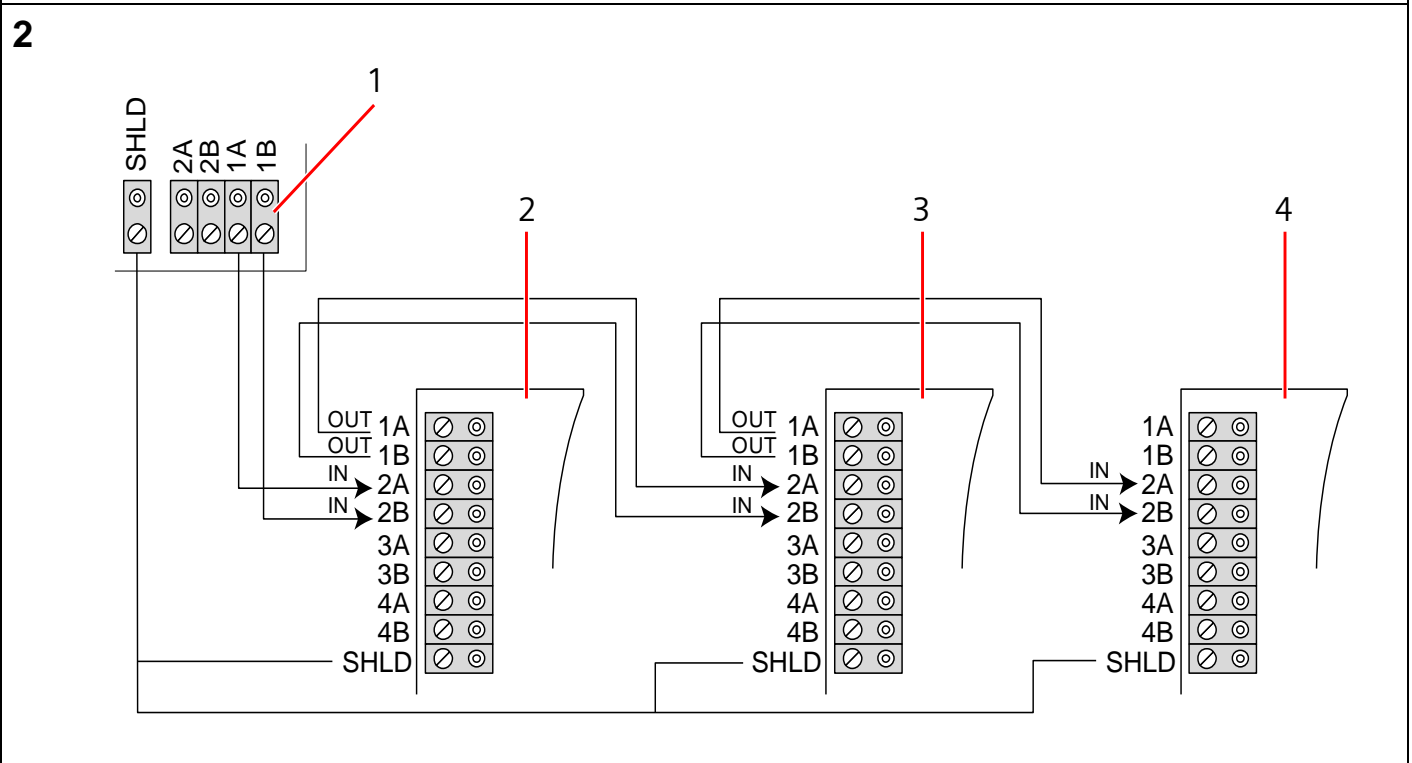 2
1
SHLD
2A
2B
1A
1B
2
3
4
OUT 1A
OUT 1B
IN 2A
IN 2B
3A
3B
4A
4B
SHLD
OUT 1A
OUT 1B
IN 2A
IN 2B
3A
3B
4A
4B
SHLD
1A
1B
IN 2A
IN 2B
3A
3B
4A
4B
SHLD